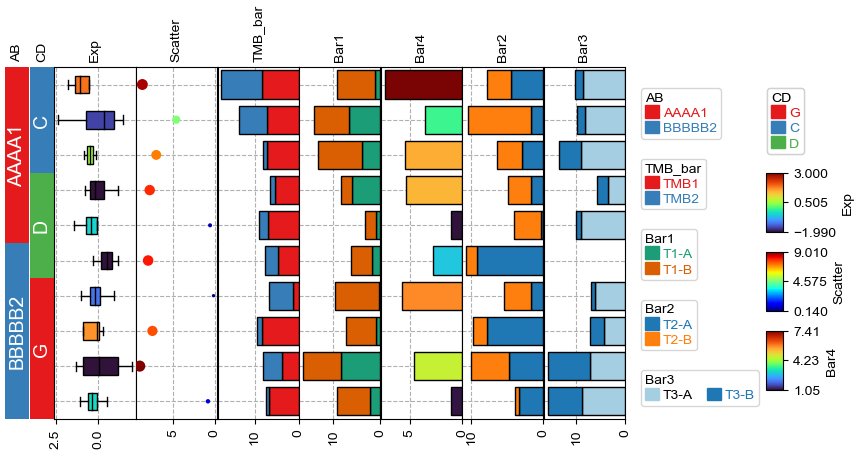 AB CD Exp Scatter TMB_bar Bar1 Bar4 Bar2 Bar3
AAAA1
BBBBB2
C
D
G
2.5 0.0 5 0 10 0 10 0 5 0 10 0 10 0
AB
AAAA1
BBBBB2
TMB_bar
TMB1
TMB2
Bar1
T1-A
T1-B
Bar2
T2-A
T2-B
Bar3
T3-A T3-B
CD
G
C
D
3.000
0.505
−1.990
Exp
9.010
4.575
0.140
Scatter
7.41
4.23
1.05
Bar4